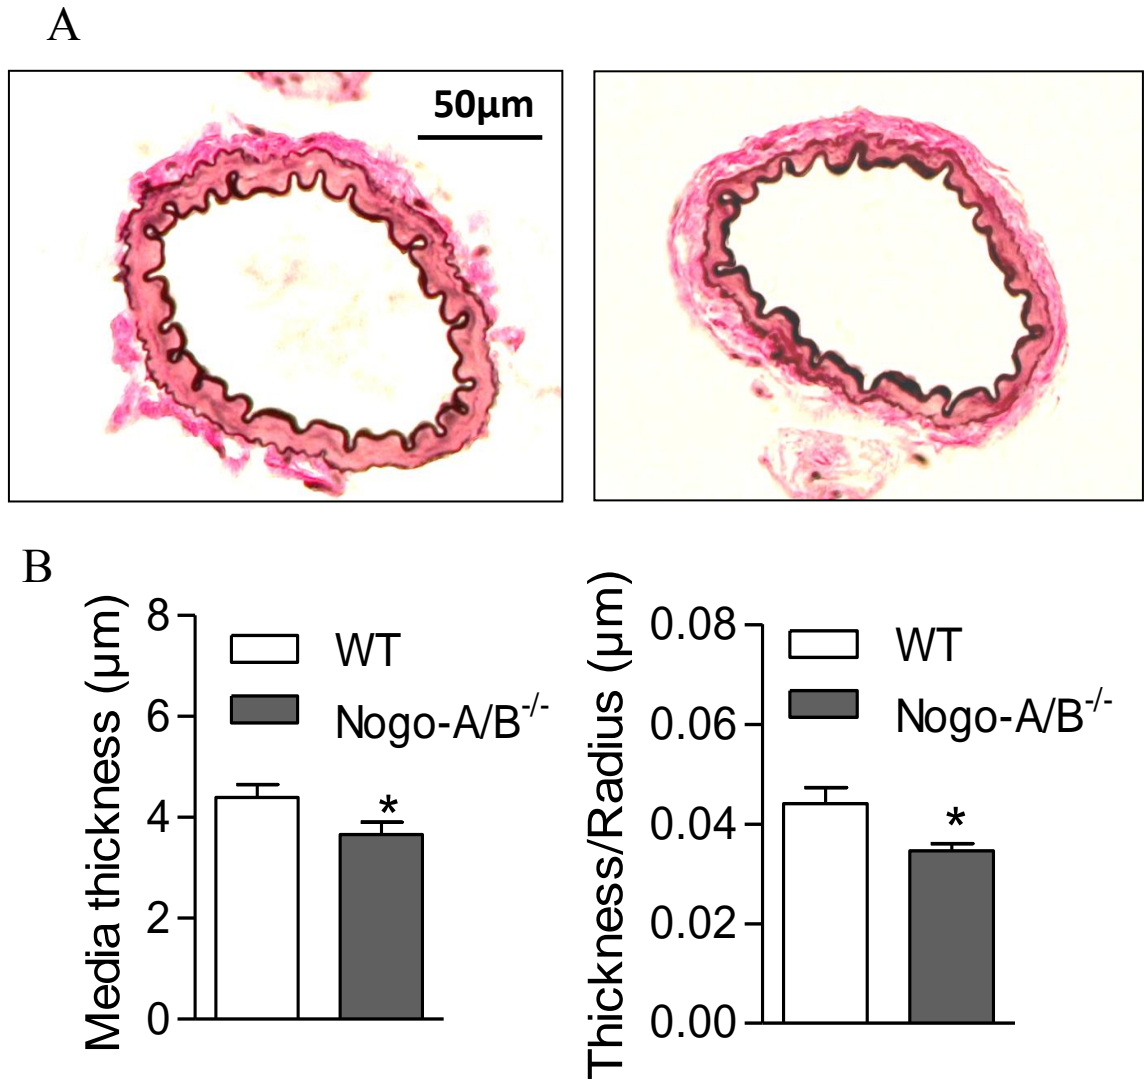 A
50µm
B
Media thickness (µm)
8
6
4
2
0
WT
Nogo-A/B-/-
*
Thickness/Radius (µm)
0.08
0.06
0.04
0.02
0.00
WT
Nogo-A/B-/-
*